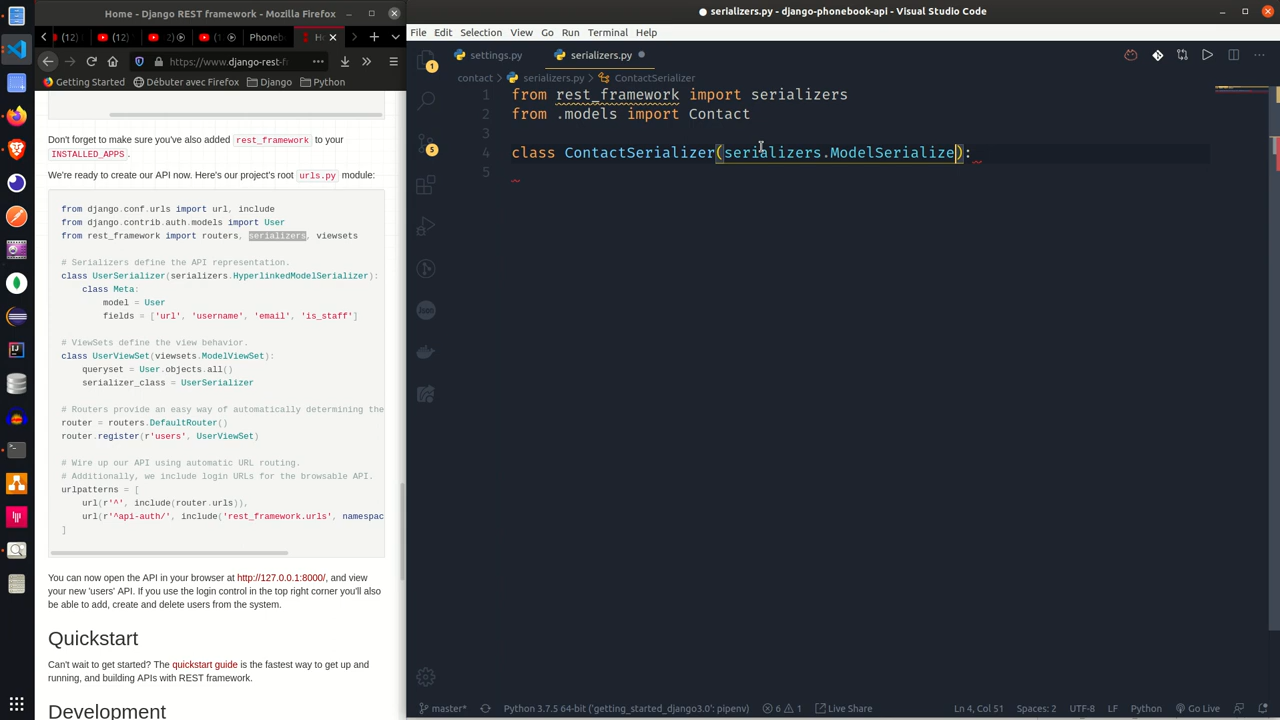 Home - Django REST framework - Mozilla Firefox
(12)
(12
2)
(1
Phoneb
H
https://www.django-rest-f
Getting Started
Débuter avec Firefox
Django
Python
Don't forget to make sure you've also added rest_framework to your
INSTALLED_APPS.
We're ready to create our API now. Here's our project's root urls.py module:
from django.conf.urls import url, include
from django.contrib.auth.models import User
from rest_framework import routers, serializers, viewsets
# Serializers define the API representation.
class UserSerializer(serializers.HyperlinkedModelSerializer):
class Meta:
model = User
fields = ['url', 'username', 'email', 'is_staff']
# ViewSets define the view behavior.
class UserViewSet(viewsets.ModelViewSet):
queryset = User.objects.all()
serializer_class = UserSerializer
# Routers provide an easy way of automatically determining the
router = routers.DefaultRouter()
router.register(r'users', UserViewSet)
# Wire up our API using automatic URL routing.
# Additionally, we include login URLs for the browsable API.
urlpatterns = [
url(r'^', include(router.urls)),
url(r'^api-auth/', include('rest_framework.urls', namespac
]
You can now open the API in your browser at http://127.0.0.1:8000/, and view
your new 'users' API. If you use the login control in the top right corner you'll also
be able to add, create and delete users from the system.
Quickstart
Can't wait to get started? The quickstart guide is the fastest way to get up and
running, and building APIs with REST framework.
Development
● serializers.py - django-phonebook-api - Visual Studio Code
File Edit Selection View Go Run Terminal Help
settings.py
serializers.py
contact > serializers.py > ContactSerializer
1 from rest_framework import serializers
2 from .models import Contact
3
4 class ContactSerializer(serializers.ModelSerialize):
5
1
5
master*
Python 3.7.5 64-bit ('getting_started_django3.0': pipenv)
6
1
Live Share
Ln 4, Col 51
Spaces: 2
UTF-8
LF
Python
Go Live